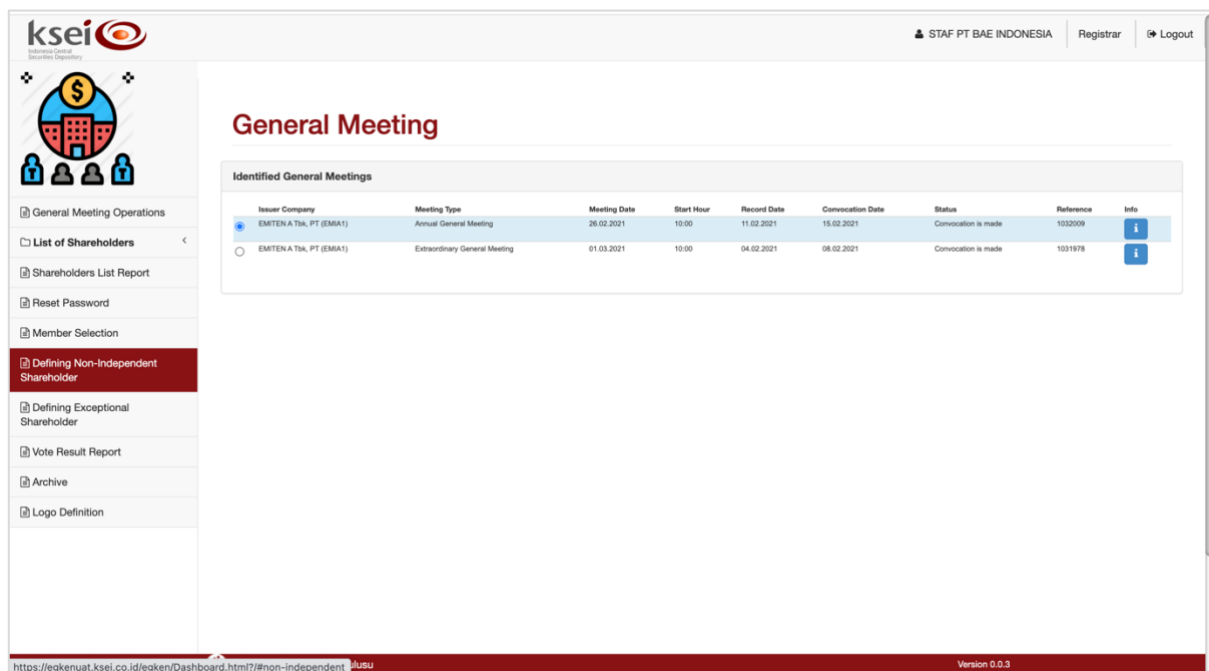 ksei
Indonesia Central
Securities Depository
STAF PT BAE INDONESIA
Registrar
Logout
General Meeting Operations
List of Shareholders
Shareholders List Report
Reset Password
Member Selection
Defining Non-Independent
Shareholder
Defining Exceptional
Shareholder
Vote Result Report
Archive
Logo Definition
General Meeting
Identified General Meetings
Issuer Company Meeting Type Meeting Date Start Hour Record Date Convocation Date Status Reference Info
EMITEN A Tbk, PT (EMIA1) Annual General Meeting 26.02.2021 10:00 11.02.2021 15.02.2021 Convocation is made 1032009 i
EMITEN A Tbk, PT (EMIA1) Extraordinary General Meeting 01.03.2021 10:00 04.02.2021 08.02.2021 Convocation is made 1031978 i
https://egkenuat.ksei.co.id/egken/Dashboard.html?/#non-independent
Version 0.0.3